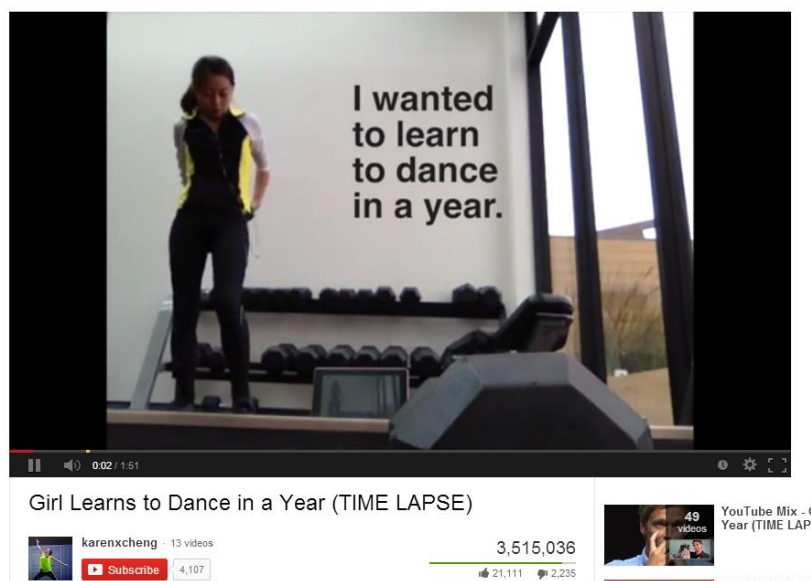 I wanted
to learn
to dance
in a year.
0:02 / 1:51
Girl Learns to Dance in a Year (TIME LAPSE)
karenxcheng · 13 videos
Subscribe 4,107
3,515,036
21,111 2,235
49
videos
YouTube Mix -
Year (TIME LAP